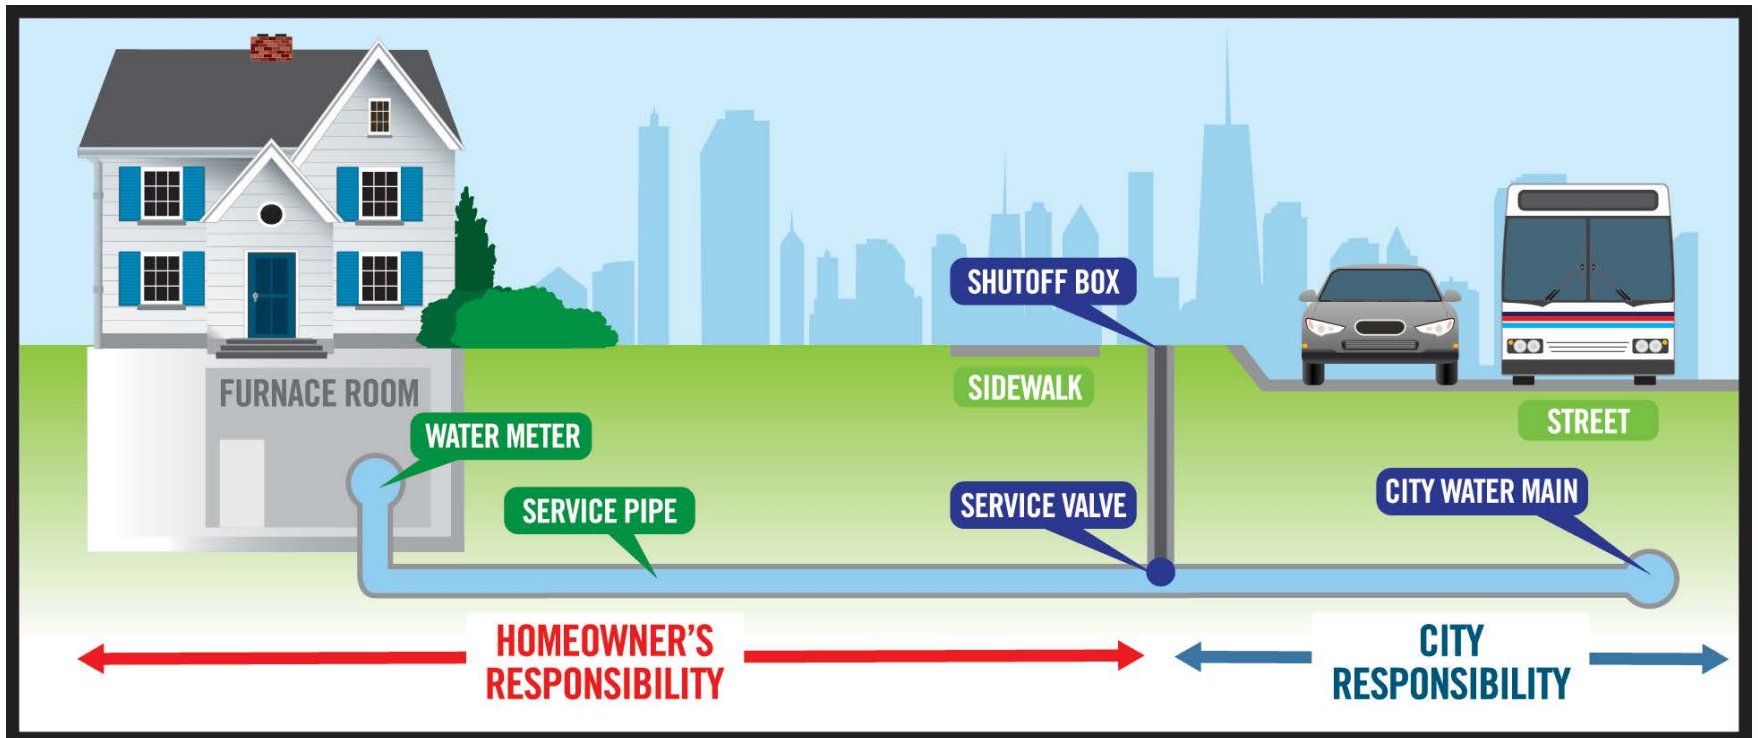 SHUTOFF BOX
FURNACE ROOM
SIDEWALK
STREET
WATER METER
SERVICE PIPE
SERVICE VALVE
CITY WATER MAIN
HOMEOWNER'S
RESPONSIBILITY
CITY
RESPONSIBILITY